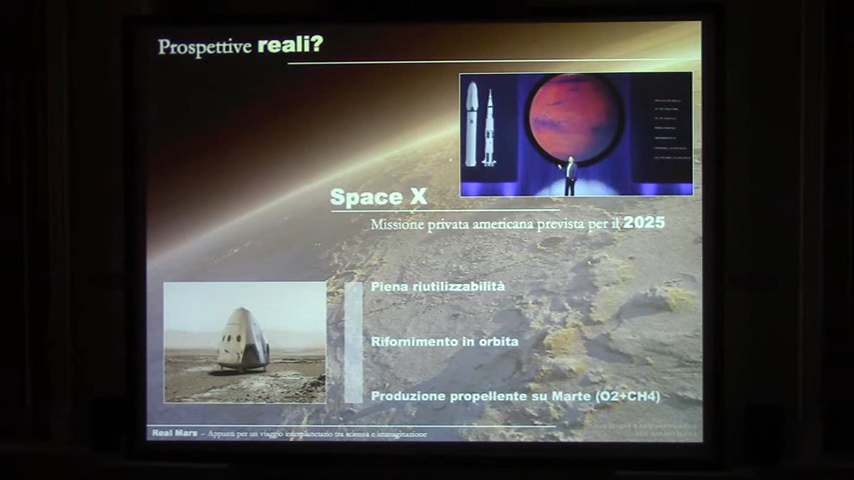 Prospettive reali?
Space X
Missione privata americana prevista per il 2025
Piena riutilizzabilità
Rifornimento in orbita
Produzione propellente su Marte (O2+CH4)
Real Mars – Appunti per un viaggio interplanetario tra scienza e immaginazione